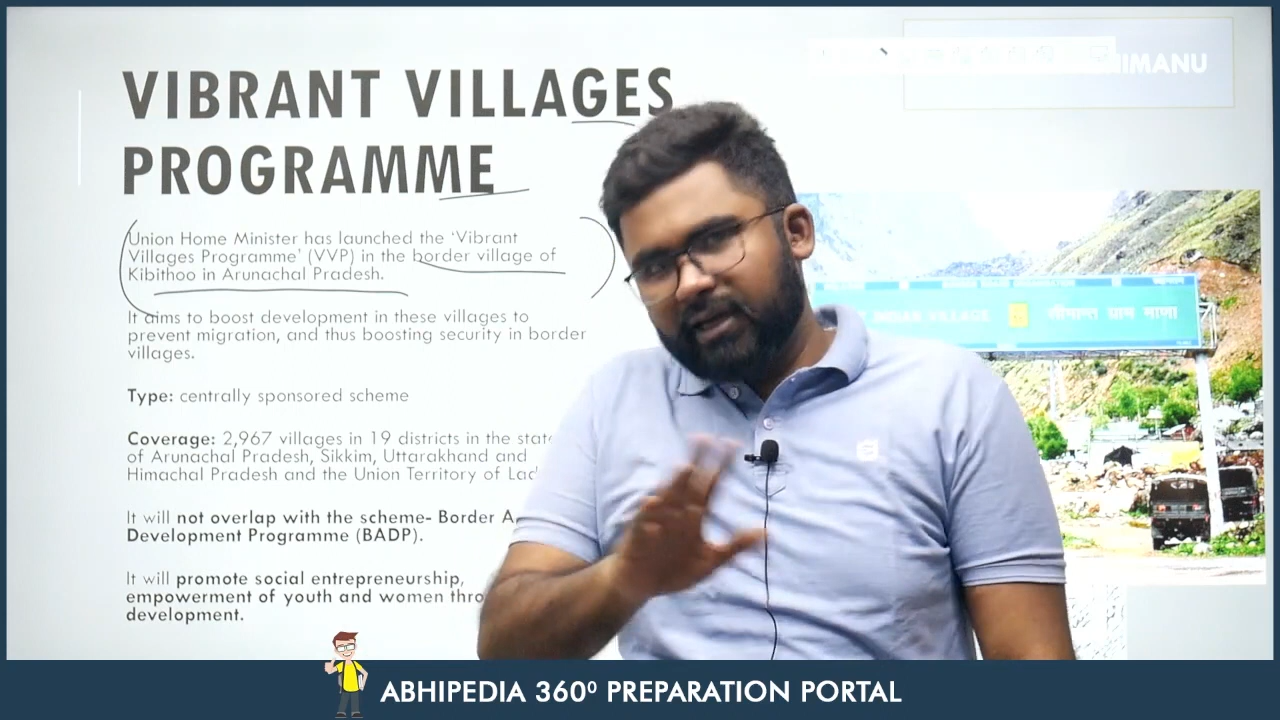 VIBRANT VILLAGES
PROGRAMME
Union Home Minister has launched the 'Vibrant
Villages Programme' (VVP) in the border village of
Kibithoo in Arunachal Pradesh.
It aims to boost development in these villages to
prevent migration, and thus boosting security in border
villages.
Type: centrally sponsored scheme
Coverage: 2,967 villages in 19 districts in the
of Arunachal Pradesh, Sikkim, Uttarakhand and
Himachal Pradesh and the Union Territory of
It will not overlap with the scheme- Border
Development Programme (BADP).
It will promote social entrepreneurship,
empowerment of youth and women
development.
VILLAGE सीमान्त ग्राम माणा
ABHIPEDIA 360⁰ PREPARATION PORTAL